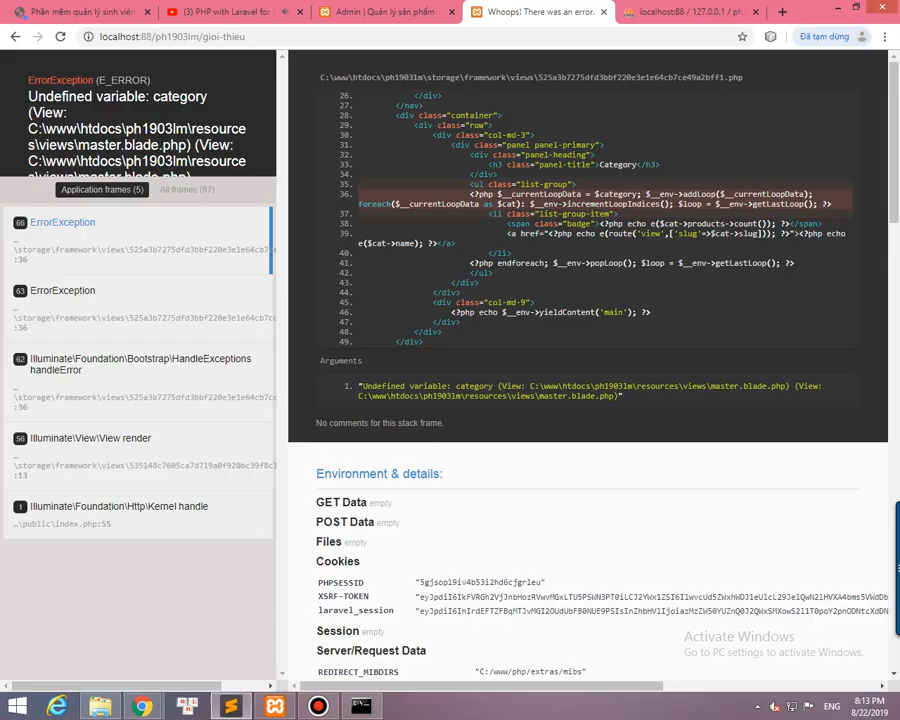 Phần mềm quản lý sinh viên
(3) PHP with Laravel for
Admin | Quản lý sản phẩm
Whoops! There was an error.
localhost:88 / 127.0.0.1 / ph
localhost:88/ph1903lm/gioi-thieu
Đã tạm dừng
ErrorException (E_ERROR)
Undefined variable: category
(View:
C:\www\htdocs\ph1903lm\resource
s\views\master.blade.php) (View:
C:\www\htdocs\ph1903lm\resource
s\views\master.blade.php)
Application frames (5)
All frames (67)
66 ErrorException
…
\storage\framework\views\525a3b7275dfd3bbf220e3e1e64cb7ce
:36
63 ErrorException
…
\storage\framework\views\525a3b7275dfd3bbf220e3e1e64cb7ce
:36
62 Illuminate\Foundation\Bootstrap\HandleExceptions
handleError
…
\storage\framework\views\525a3b7275dfd3bbf220e3e1e64cb7ce
:36
56 Illuminate\View\View render
…
\storage\framework\views\535148c7605ca7d719a0f920bc39f8c1
:13
1 Illuminate\Foundation\Http\Kernel handle
…\public\index.php:55
C:\www\htdocs\ph1903lm\storage\framework\views\525a3b7275dfd3bbf220e3e1e64cb7ce49a2bff1.php
26. </div>
27. </nav>
28. <div class="container">
29. <div class="row">
30. <div class="col-md-3">
31. <div class="panel panel-primary">
32. <div class="panel-heading">
33. <h3 class="panel-title">Category</h3>
34. </div>
35. <ul class="list-group">
36. <?php $__currentLoopData = $category; $__env->addLoop($__currentLoopData);
foreach($__currentLoopData as $cat): $__env->incrementLoopIndices(); $loop = $__env->getLastLoop(); ?>
37. <li class="list-group-item">
38. <span class="badge"><?php echo e($cat->products->count()); ?></span>
39. <a href="<?php echo e(route('view',['slug'=>$cat->slug])); ?>"><?php echo
e($cat->name); ?></a>
40. </li>
41. <?php endforeach; $__env->popLoop(); $loop = $__env->getLastLoop(); ?>
42. </ul>
43. </div>
44. </div>
45. <div class="col-md-9">
46. <?php echo $__env->yieldContent('main'); ?>
47. </div>
48. </div>
49. </div>
Arguments
1. "Undefined variable: category (View: C:\www\htdocs\ph1903lm\resources\views\master.blade.php) (View:
C:\www\htdocs\ph1903lm\resources\views\master.blade.php)"
No comments for this stack frame.
Environment & details:
GET Data empty
POST Data empty
Files empty
Cookies
PHPSESSID "5gjsopl9iv4b53i2hd6cjgrleu"
XSRF-TOKEN
laravel_session
Session empty
Server/Request Data
REDIRECT_MIBDIRS "C:/www/php/extras/mibs"
Activate Windows
Go to PC settings to activate Windows.
ENG
8:13 PM
8/22/2019